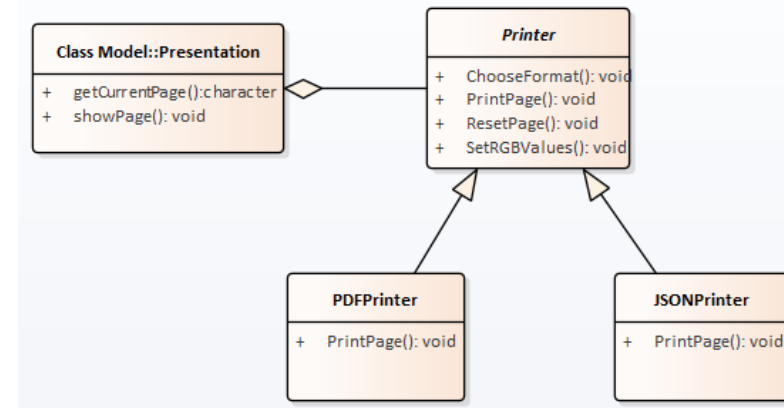 Class Model::Presentation
+ getCurrentPage():character
+ showPage(): void
Printer
+ ChooseFormat(): void
+ PrintPage(): void
+ ResetPage(): void
+ SetRGBValues(): void
PDFPrinter
+ PrintPage(): void
JSONPrinter
+ PrintPage(): void